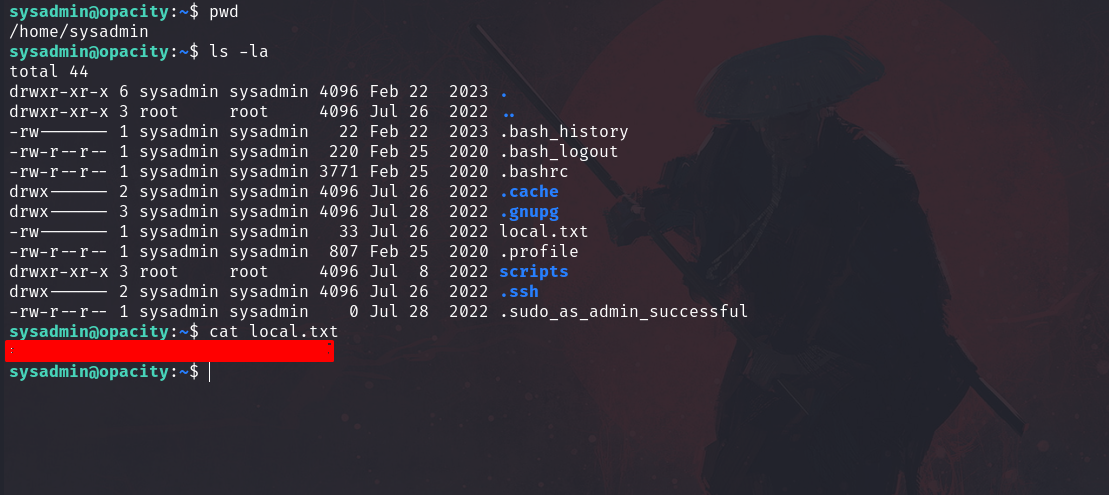 sysadmin@opacity:~$ pwd
/home/sysadmin
sysadmin@opacity:~$ ls -la
total 44
drwxr-xr-x 6 sysadmin sysadmin 4096 Feb 22  2023 .
drwxr-xr-x 3 root     root     4096 Jul 26  2022 ..
-rw------- 1 sysadmin sysadmin   22 Feb 22  2023 .bash_history
-rw-r--r-- 1 sysadmin sysadmin  220 Feb 25  2020 .bash_logout
-rw-r--r-- 1 sysadmin sysadmin 3771 Feb 25  2020 .bashrc
drwx------ 2 sysadmin sysadmin 4096 Jul 26  2022 .cache
drwx------ 3 sysadmin sysadmin 4096 Jul 28  2022 .gnupg
-rw------- 1 sysadmin sysadmin   33 Jul 26  2022 local.txt
-rw-r--r-- 1 sysadmin sysadmin  807 Feb 25  2020 .profile
drwxr-xr-x 3 root     root     4096 Jul  8  2022 scripts
drwx------ 2 sysadmin sysadmin 4096 Jul 26  2022 .ssh
-rw-r--r-- 1 sysadmin sysadmin    0 Jul 28  2022 .sudo_as_admin_successful
sysadmin@opacity:~$ cat local.txt
sysadmin@opacity:~$